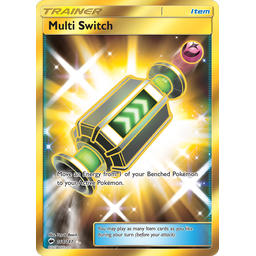 TRAINER
Item
Multi Switch
Move an Energy from 1 of your Benched Pokémon
to your Active Pokémon.
You may play as many Item cards as you like
during your turn (before your attack).